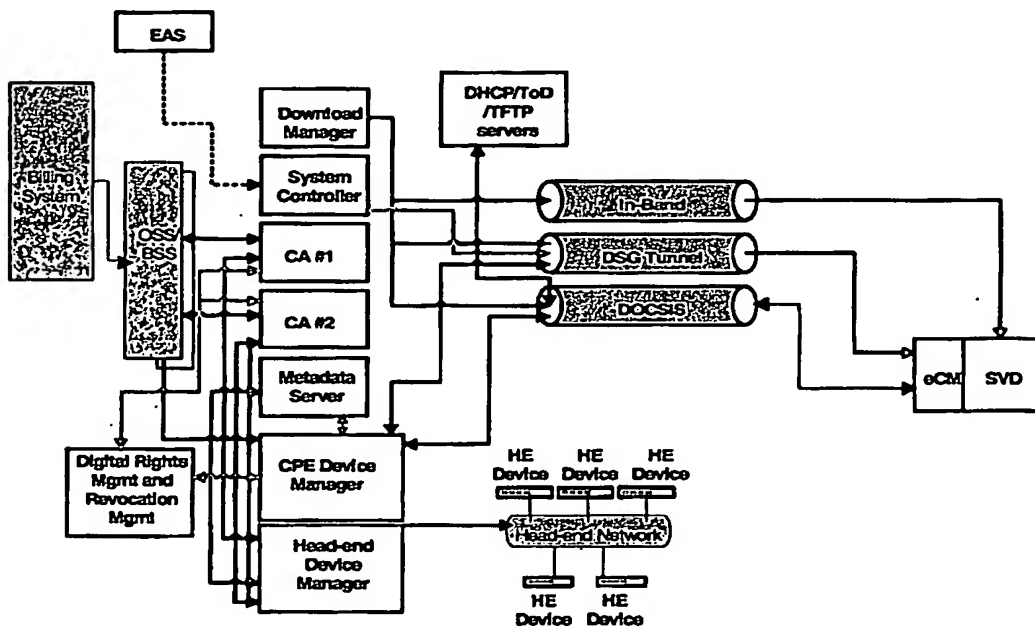 EAS
Billing
System
OSS/
BSS
Download
Manager
System
Controller
CA #1
CA #2
Metadata
Server
CPE Device
Manager
Head-end
Device
Manager
Digital Rights
Mgmt and
Revocation
Mgmt
DHCP/ToD
/TFTP
servers
In-Band
DSG Tunnel
DOCSIS
eCM
SVD
HE
Device
HE
Device
HE
Device
Head-end Network
HE
Device
HE
Device